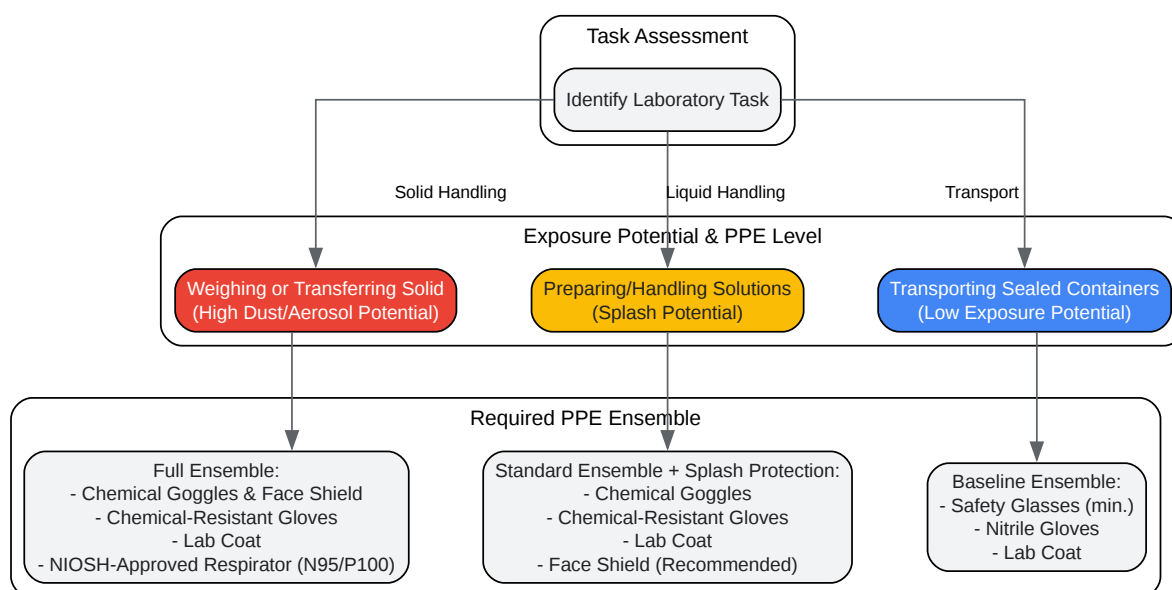 Task Assessment
Identify Laboratory Task
Solid Handling
Liquid Handling
Transport
Exposure Potential & PPE Level
Weighing or Transferring Solid
(High Dust/Aerosol Potential)
Preparing/Handling Solutions
(Splash Potential)
Transporting Sealed Containers
(Low Exposure Potential)
Required PPE Ensemble
Full Ensemble:
- Chemical Goggles & Face Shield
- Chemical-Resistant Gloves
- Lab Coat
- NIOSH-Approved Respirator (N95/P100)
Standard Ensemble + Splash Protection:
- Chemical Goggles
- Chemical-Resistant Gloves
- Lab Coat
- Face Shield (Recommended)
Baseline Ensemble:
- Safety Glasses (min.)
- Nitrile Gloves
- Lab Coat